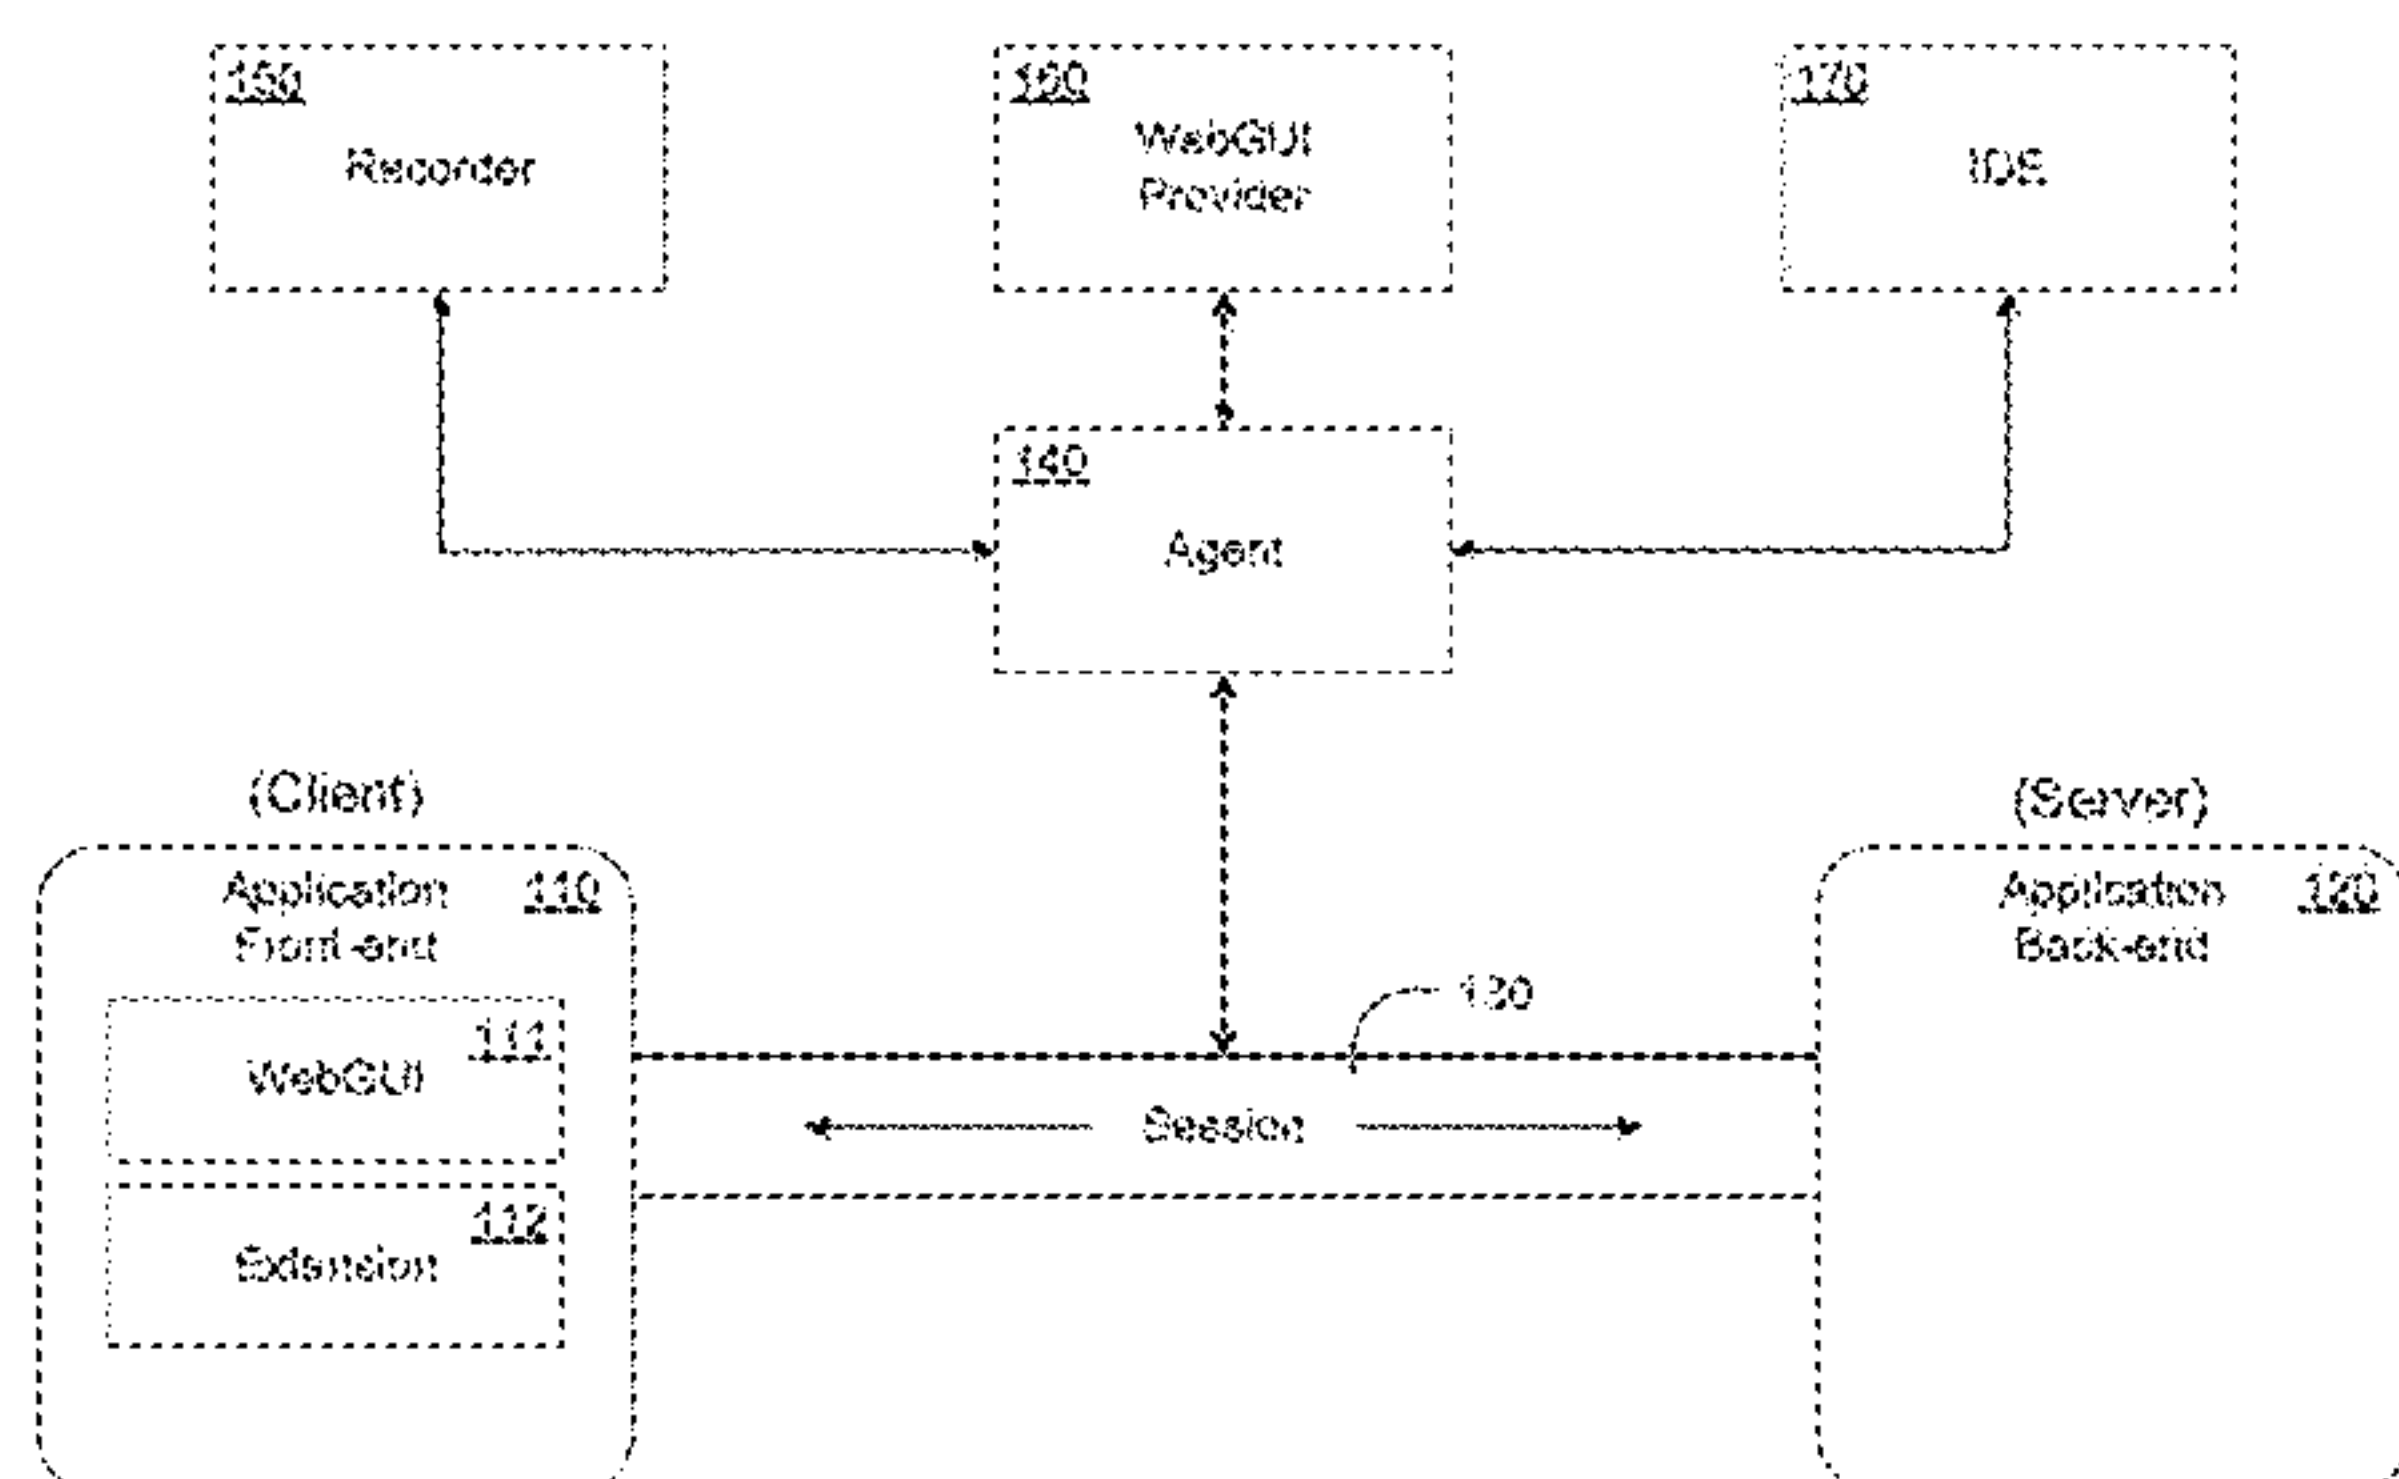 150
Recorder
160
WebGUI
Provider
170
IDS
140
Agent
(Client)
(Server)
Application 110
Front-end
Application 120
Back-end
130
111
WebGUI
Session
112
Extension